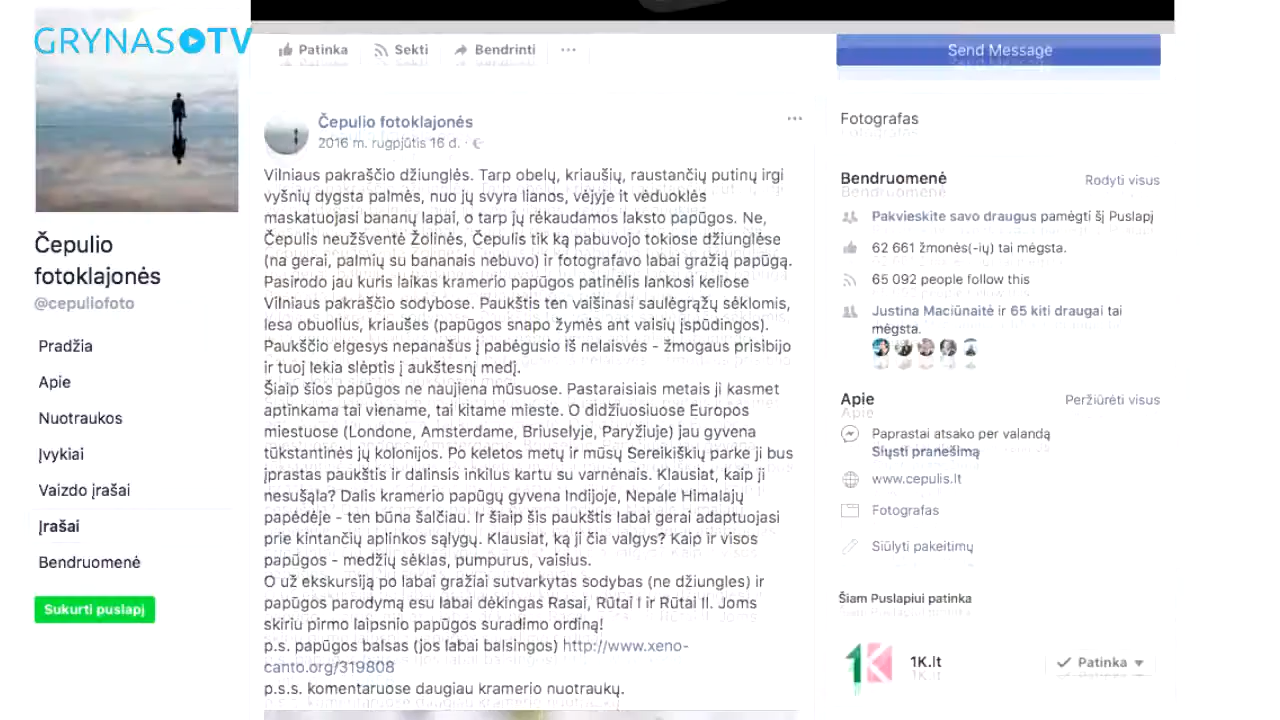 GRYNAS TV
Patinka
Sekti
Bendrinti
Send Message
Čepulio fotoklajonės
2016 m. rugpjūtis 16 d.
Vilniaus pakraščio džiunglės. Tarp obelų, kriaušių, raustančių putinų irgi
vyšnių dygsta palmės, nuo jų svyra lianos, vėjyje it vėduoklės
maskatuojasi bananų lapai, o tarp jų rėkaudamos laksto papūgos. Ne,
Čepulis neužšventė Žolinės, Čepulis tik ką pabuvojo tokiose džiunglėse
(na gerai, palmių su bananais nebuvo) ir fotografavo labai gražią papūgą.
Pasirodo jau kuris laikas kramerio papūgos patinėlis lankosi keliose
Vilniaus pakraščio sodybose. Paukštis ten vaišinasi saulėgrąžų sėklomis,
lesa obuolius, kriaušes (papūgos snapo žymės ant vaisių įspūdingos).
Paukščio elgesys nepanašus į pabėgusio iš nelaisvės - žmogaus prisibijo
ir tuoj lekia slėptis į aukštesnį medį.
Šiaip šios papūgos ne naujiena mūsuose. Pastaraisiais metais ji kasmet
aptinkama tai viename, tai kitame mieste. O didžiuosiuose Europos
miestuose (Londone, Amsterdame, Briuselyje, Paryžiuje) jau gyvena
tūkstantinės jų kolonijos. Po keletos metų ir mūsų Sereikiškių parke ji bus
įprastas paukštis ir dalinsis inkilus kartu su varnėnais. Klausiat, kaip ji
nesušąla? Dalis kramerio papūgų gyvena Indijoje, Nepale Himalajų
papėdėje - ten būna šalčiau. Ir šiaip šis paukštis labai gerai adaptuojasi
prie kintančių aplinkos sąlygų. Klausiat, ką ji čia valgys? Kaip ir visos
papūgos - medžių sėklas, pumpurus, vaisius.
O už ekskursiją po labai gražiai sutvarkytas sodybas (ne džiungles) ir
papūgos parodymą esu labai dėkingas Rasai, Rūtai I ir Rūtai II. Joms
skiriu pirmo laipsnio papūgos suradimo ordiną!
p.s. papūgos balsas (jos labai balsingos) http://www.xeno-
canto.org/319808
p.s.s. komentaruose daugiau kramerio nuotraukų.
Čepulio
fotoklajonės
@cepuliofoto
Pradžia
Apie
Nuotraukos
Įvykiai
Vaizdo įrašai
Įrašai
Bendruomenė
Sukurti puslapį
Fotografas
Bendruomenė
Rodyti visus
Pakvieskite savo draugus pamėgti šį Puslapį
62 661 žmonės(-ių) tai mėgsta.
65 092 people follow this
Justina Maciūnaitė ir 65 kiti draugai tai
mėgsta.
Apie
Peržiūrėti visus
Paprastai atsako per valandą
Siųsti pranešimą
www.cepulis.lt
Fotografas
Siūlyti pakeitimų
Šiam Puslapiui patinka
1K
1K.lt
Patinka